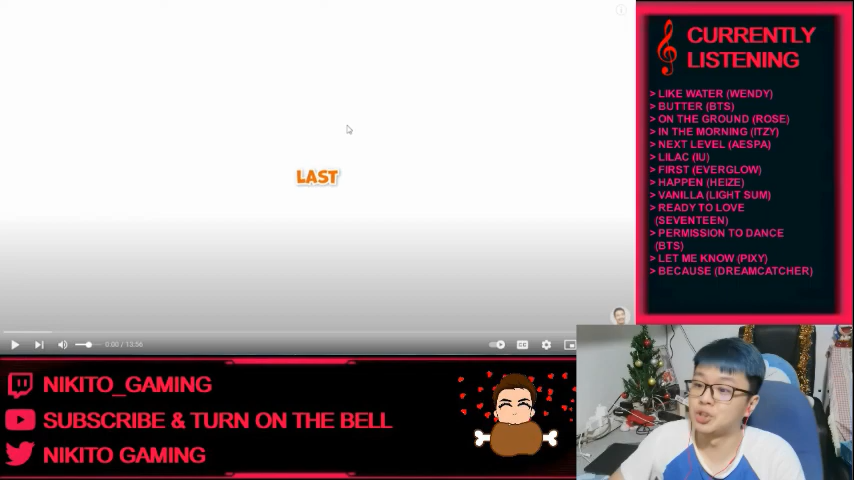 CURRENTLY
LISTENING
> LIKE WATER (WENDY)
> BUTTER (BTS)
> ON THE GROUND (ROSE)
> IN THE MORNING (ITZY)
> NEXT LEVEL (AESPA)
> LILAC (IU)
> FIRST (EVERGLOW)
> HAPPEN (HEIZE)
> VANILLA (LIGHT SUM)
> READY TO LOVE
(SEVENTEEN)
> PERMISSION TO DANCE
(BTS)
> LET ME KNOW (PIXY)
> BECAUSE (DREAMCATCHER)
LAST
0:00 / 13:56
CC
NIKITO_GAMING
SUBSCRIBE & TURN ON THE BELL
NIKITO GAMING